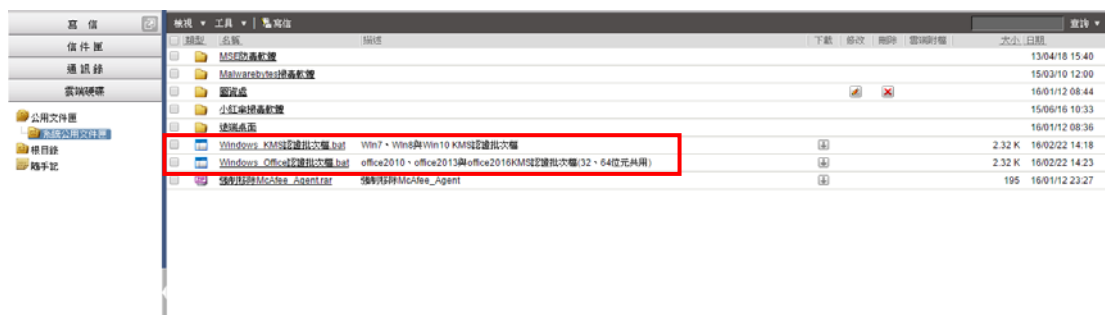 寫 信
信件匣
通訊錄
雲端硬碟
公用文件匣
系統公用文件匣
根目錄
隨手記
檢視 ▾ 工具 ▾ | 寫信 查詢 ▾
類型 名稱 描述 下載 修改 刪除 雲端附檔 大小 日期
MSE防毒軟體 13/04/18 15:40
Malwarebytes掃毒軟體 15/03/10 12:00
圖資處 16/01/12 08:44
小紅傘掃毒軟體 15/06/16 10:33
遠端桌面 16/01/12 08:36
Windows_KMS認證批次檔.bat Win7、Win8與Win10 KMS認證批次檔 2.32 K 16/02/22 14:18
Windows_Office認證批次檔.bat office2010、office2013與office2016KMS認證批次檔(32、64位元共用) 2.32 K 16/02/22 14:23
強制移除McAfee_Agent.rar 強制移除McAfee_Agent 195 16/01/12 23:27